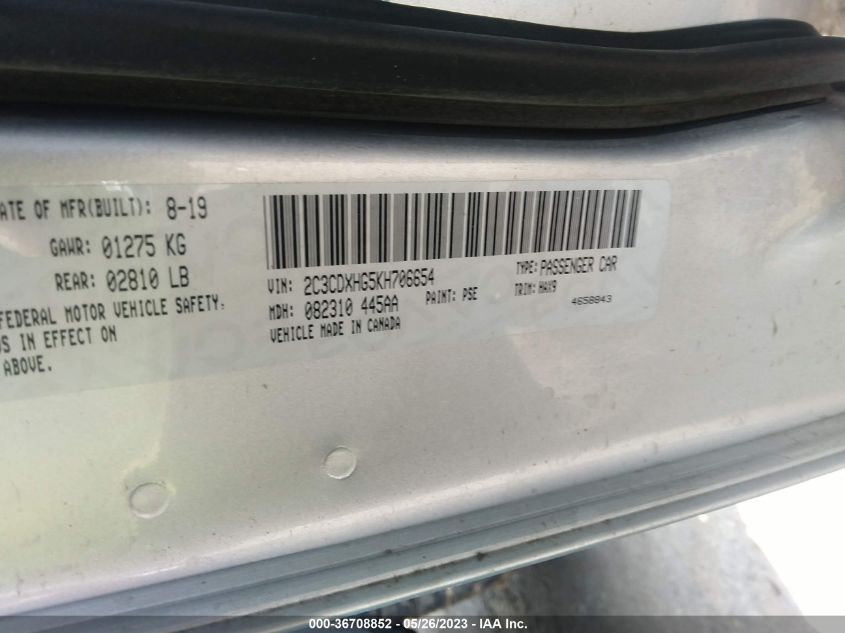 ATE OF MFR(BUILT): 8-19
GAWR: 01275 KG
REAR: 02810 LB
FEDERAL MOTOR VEHICLE SAFETY
S IN EFFECT ON
ABOVE.
VIN: 2C3CDXHG5KH706654
TYPE: PASSENGER CAR
MDH: 082310 445AA
PAINT: PSE
TRIM: HAX9
VEHICLE MADE IN CANADA
4658843
000-36708852 - 05/26/2023 - IAA Inc.